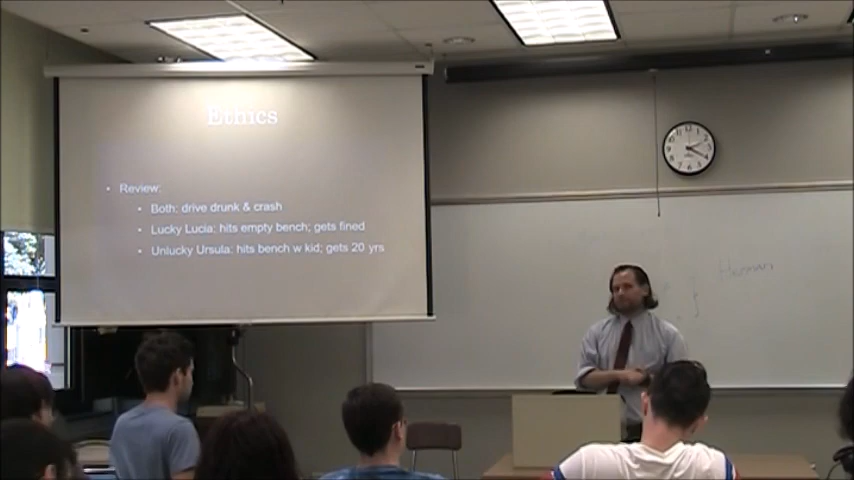 Ethics
• Review:
• Both: drive drunk & crash
• Lucky Lucia: hits empty bench; gets fined
• Unlucky Ursula: hits bench w kid; gets 20 yrs